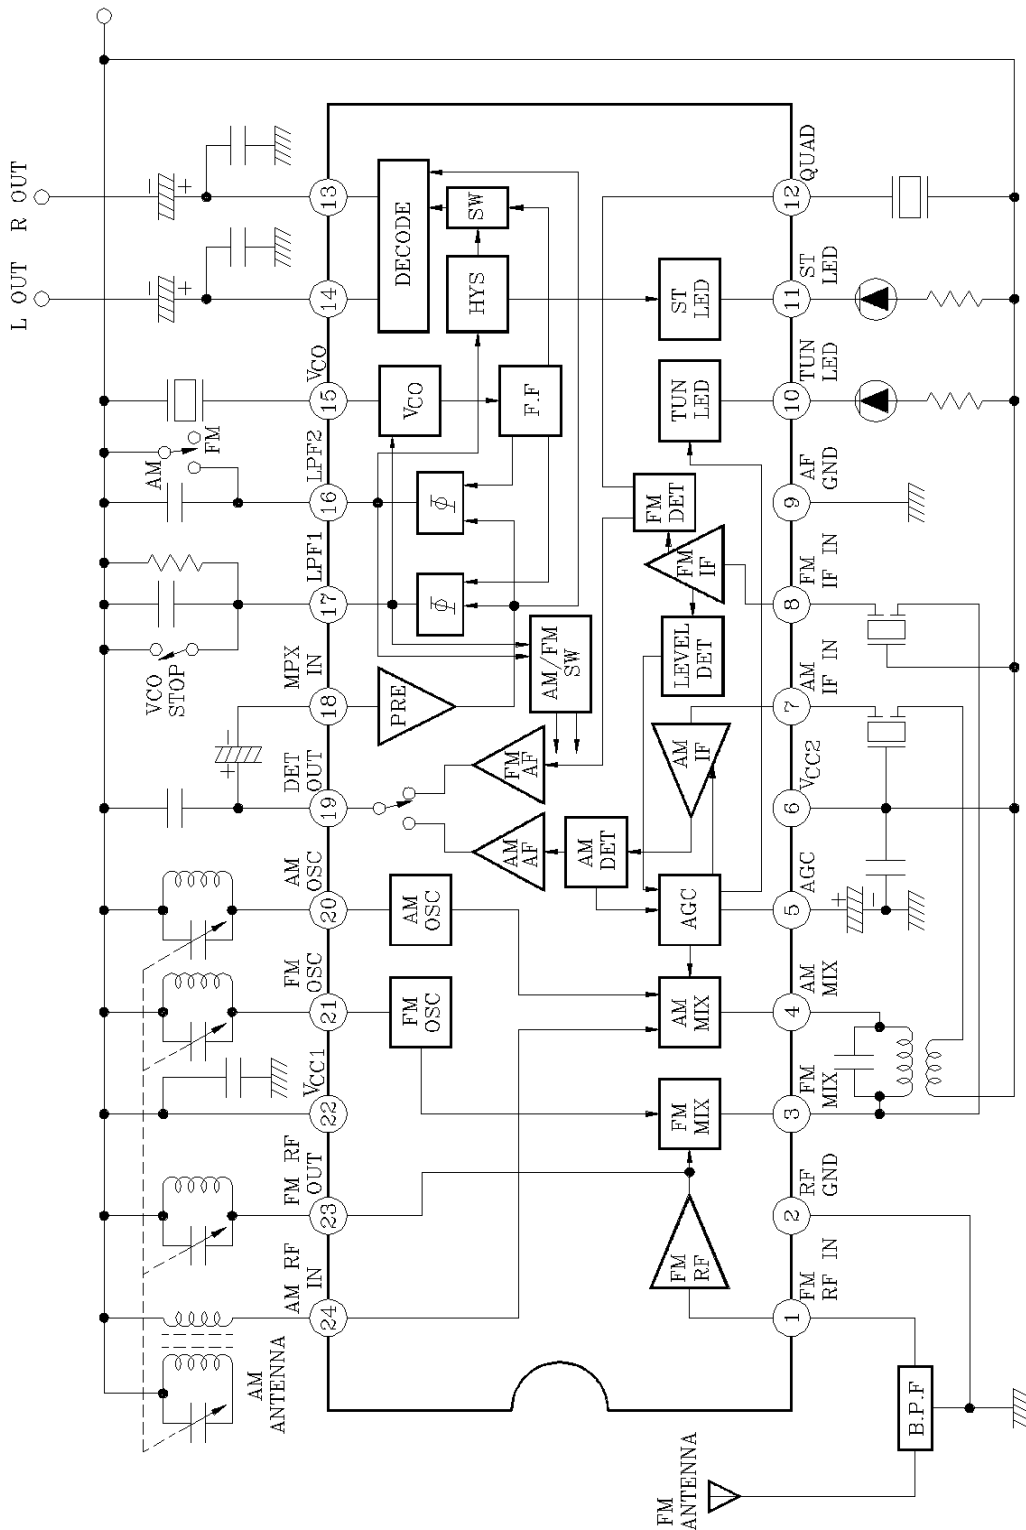 R OUT
L OUT
13
14
15
16
17
18
19
20
21
22
23
24
VCO
LPF2
LPF1
MPX
IN
DET
OUT
AM
OSC
FM
OSC
VCC1
FM RF
OUT
AM RF
IN
AM
FM
VCO
STOP
AM
ANTENNA
DECODE
SW
HYS
VCO
F.F
Φ
Φ
PRE
AM/FM
SW
FM
AF
AM
AF
AM
DET
AM
OSC
FM
OSC
ST
LED
TUN
LED
FM
DET
FM
IF
LEVEL
DET
AM
IF
AGC
AM
MIX
FM
MIX
FM
RF
12
11
10
9
8
7
6
5
4
3
2
1
QUAD
ST
LED
TUN
LED
AF
GND
FM
IF IN
AM
IF IN
VCC2
AGC
AM
MIX
FM
MIX
RF
GND
FM
RF IN
B.P.F
FM
ANTENNA
- +
- +
+ -
+ -